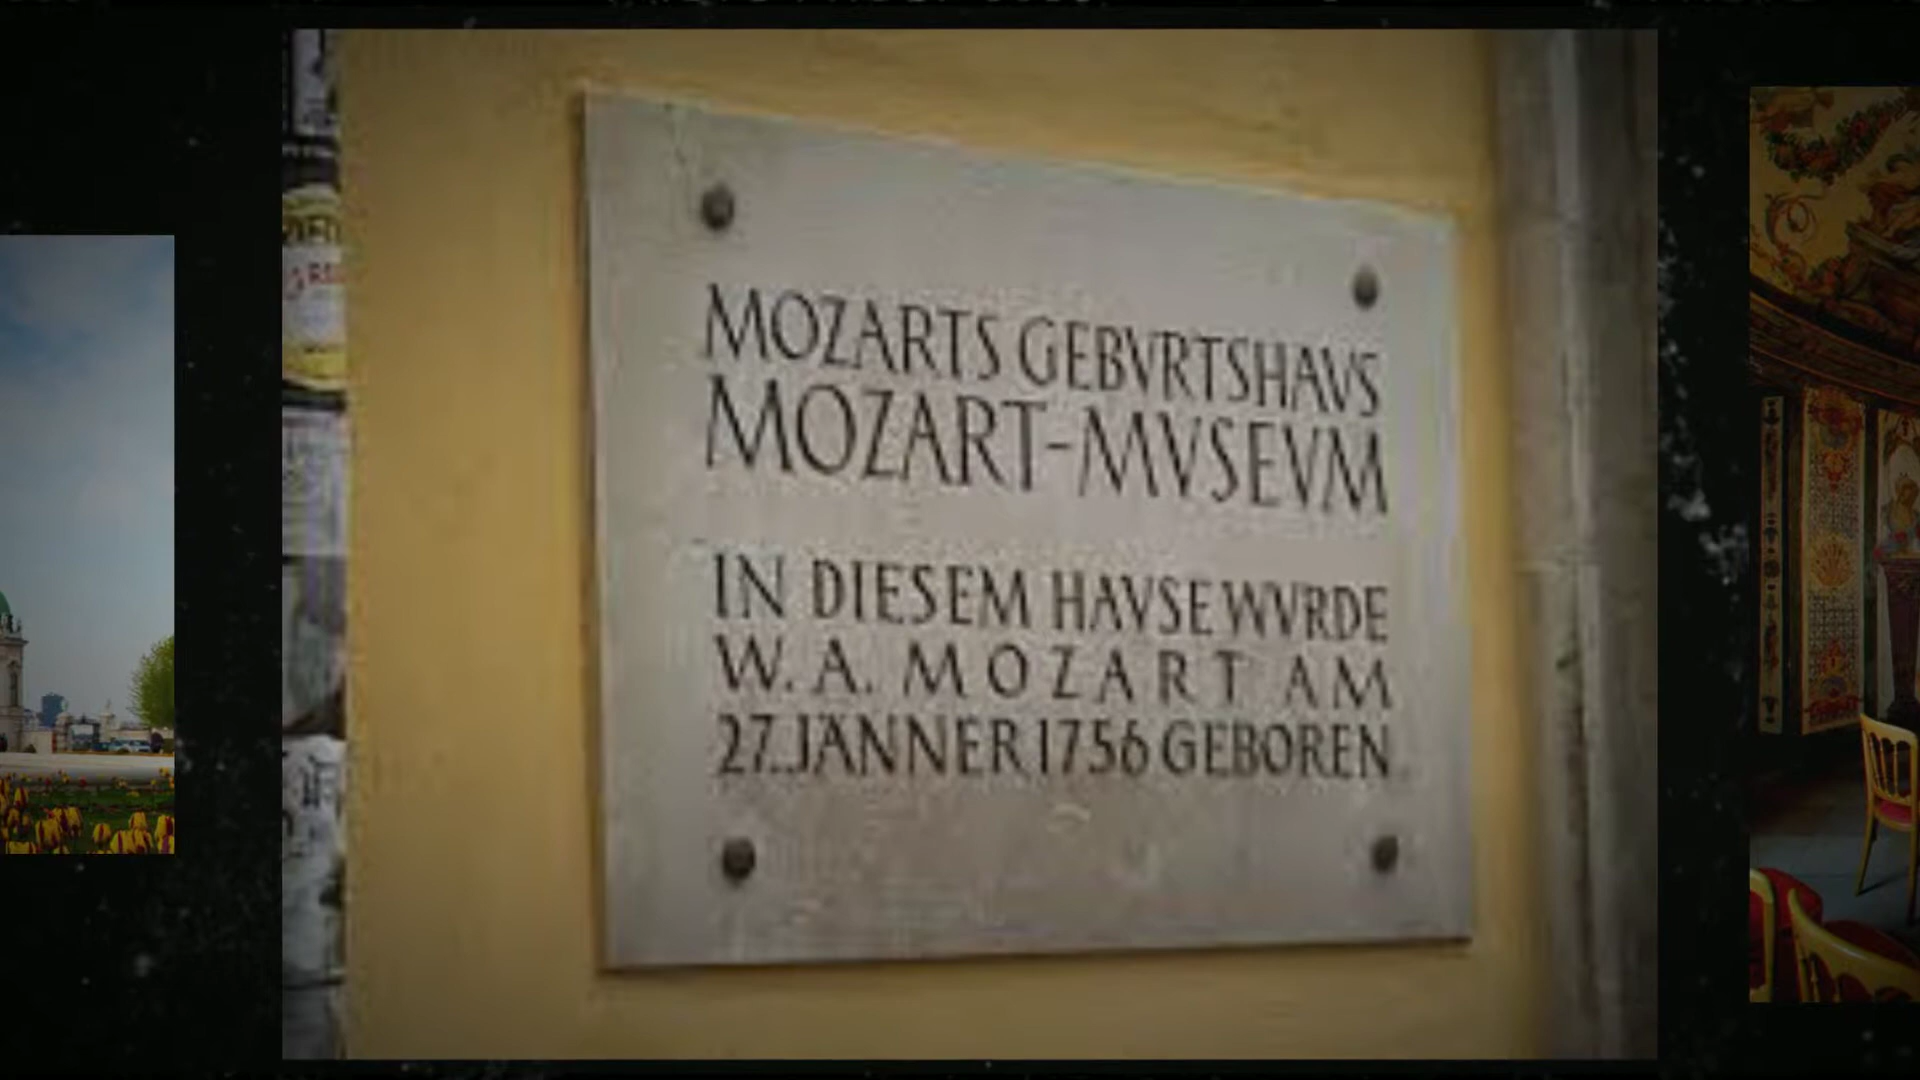 MOZARTS GEBVRTSHAVS
MOZART-MVSEVM
IN DIESEM HAVSE WVRDE
W. A. MOZART AM
27. JÄNNER 1756 GEBOREN